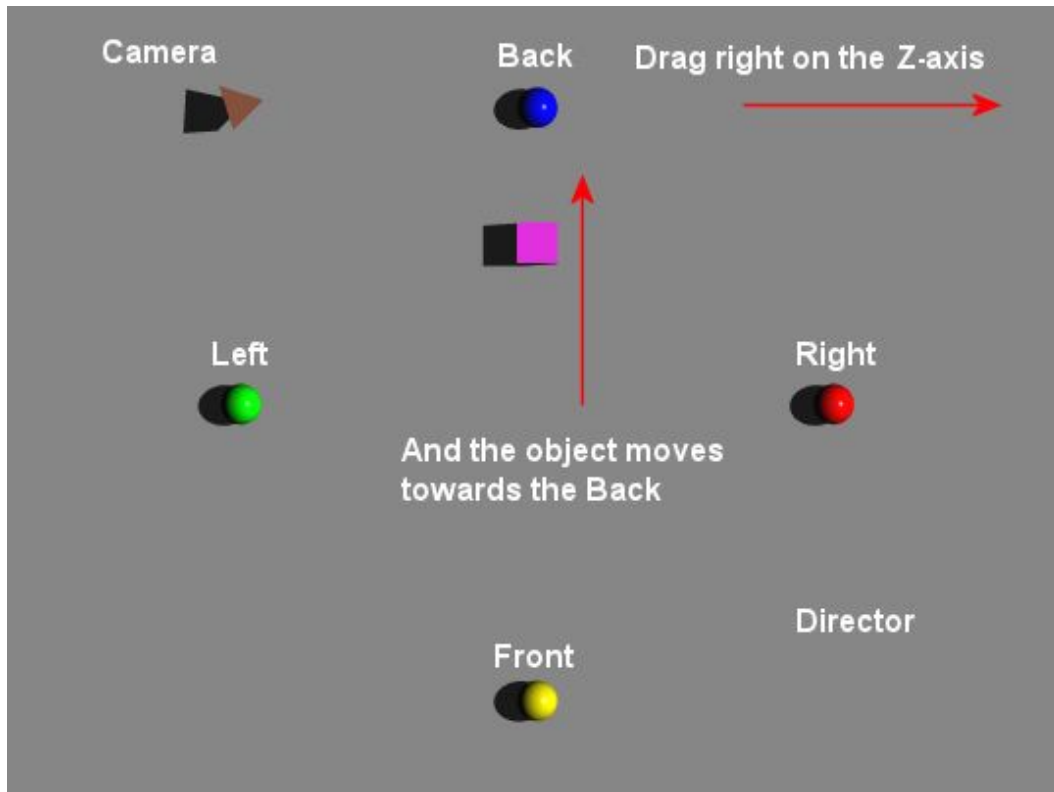 Camera
Back
Drag right on the Z-axis
Left
Right
And the object moves
towards the Back
Director
Front